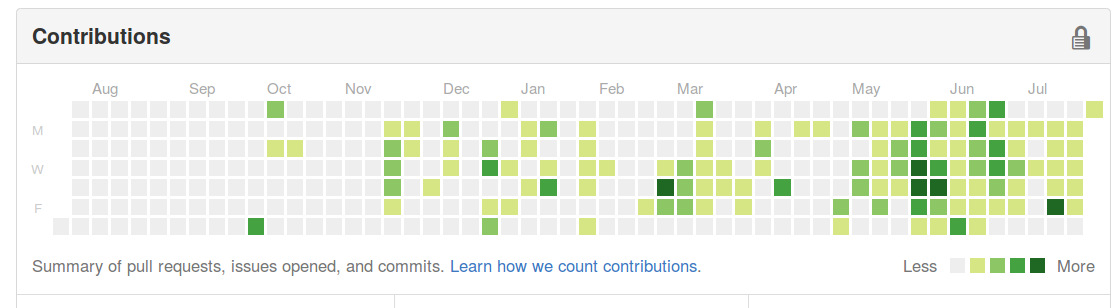 Contributions
Aug Sep Oct Nov Dec Jan Feb Mar Apr May Jun Jul
M
W
F
Summary of pull requests, issues opened, and commits. Learn how we count contributions. Less More